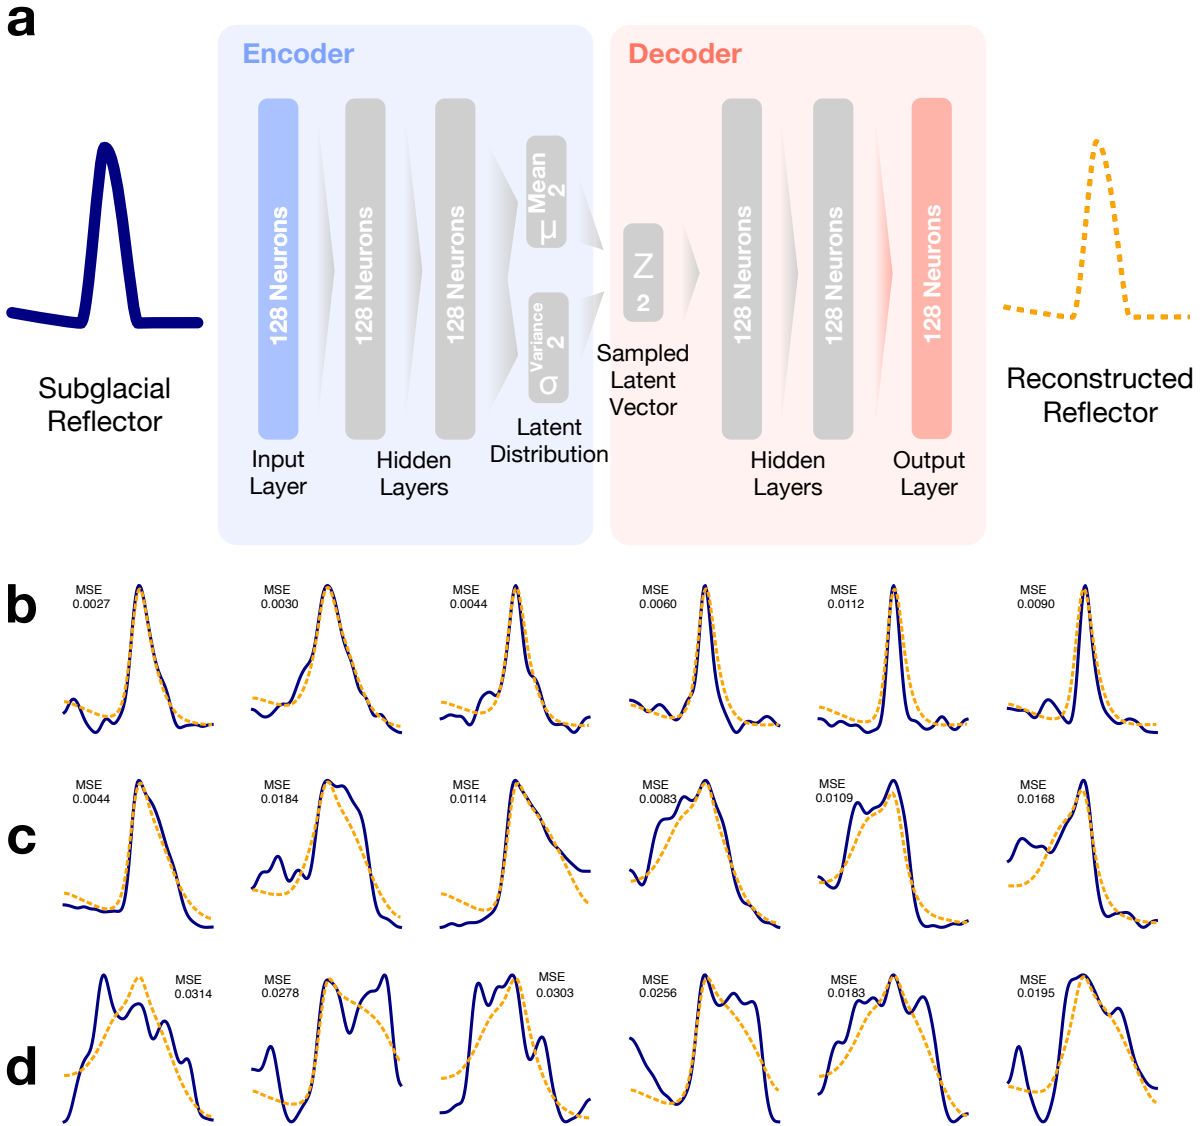 a
Encoder
Decoder
128 Neurons
128 Neurons
128 Neurons
Mean
2
μ
Variance
2
σ
Z
2
128 Neurons
128 Neurons
128 Neurons
Subglacial
Reflector
Input
Layer
Hidden
Layers
Latent
Distribution
Sampled
Latent
Vector
Hidden
Layers
Output
Layer
Reconstructed
Reflector
b
MSE
0.0027
MSE
0.0030
MSE
0.0044
MSE
0.0060
MSE
0.0112
MSE
0.0090
c
MSE
0.0044
MSE
0.0184
MSE
0.0114
MSE
0.0083
MSE
0.0109
MSE
0.0168
d
MSE
0.0314
MSE
0.0278
MSE
0.0303
MSE
0.0256
MSE
0.0183
MSE
0.0195